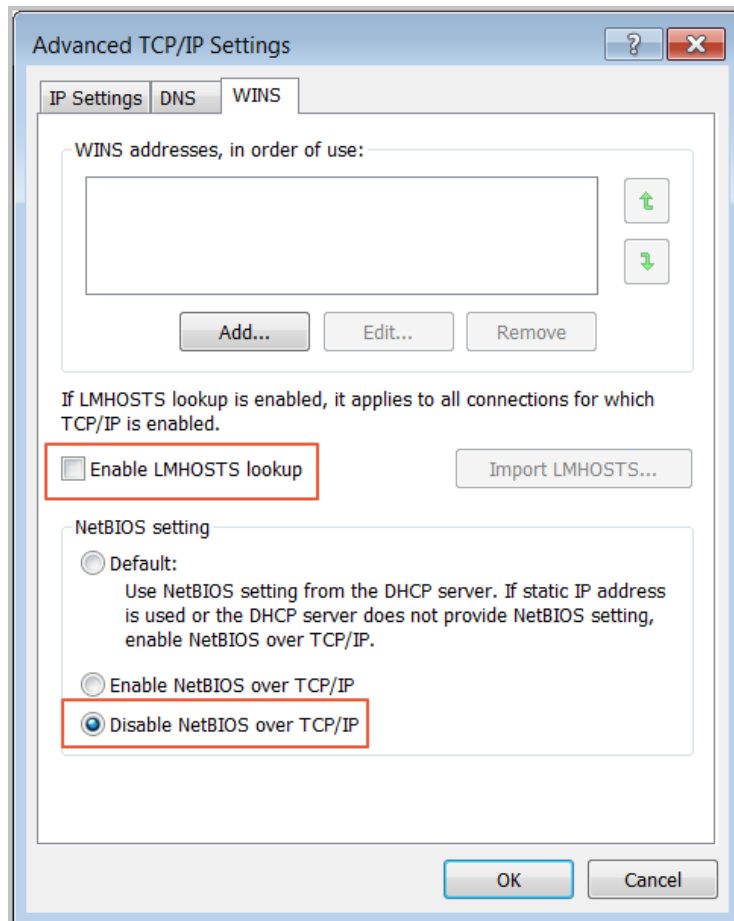 Advanced TCP/IP Settings
?
IP Settings DNS WINS
WINS addresses, in order of use:
Add... Edit... Remove
If LMHOSTS lookup is enabled, it applies to all connections for which
TCP/IP is enabled.
Enable LMHOSTS lookup Import LMHOSTS...
NetBIOS setting
Default:
Use NetBIOS setting from the DHCP server. If static IP address
is used or the DHCP server does not provide NetBIOS setting,
enable NetBIOS over TCP/IP.
Enable NetBIOS over TCP/IP
Disable NetBIOS over TCP/IP
OK Cancel